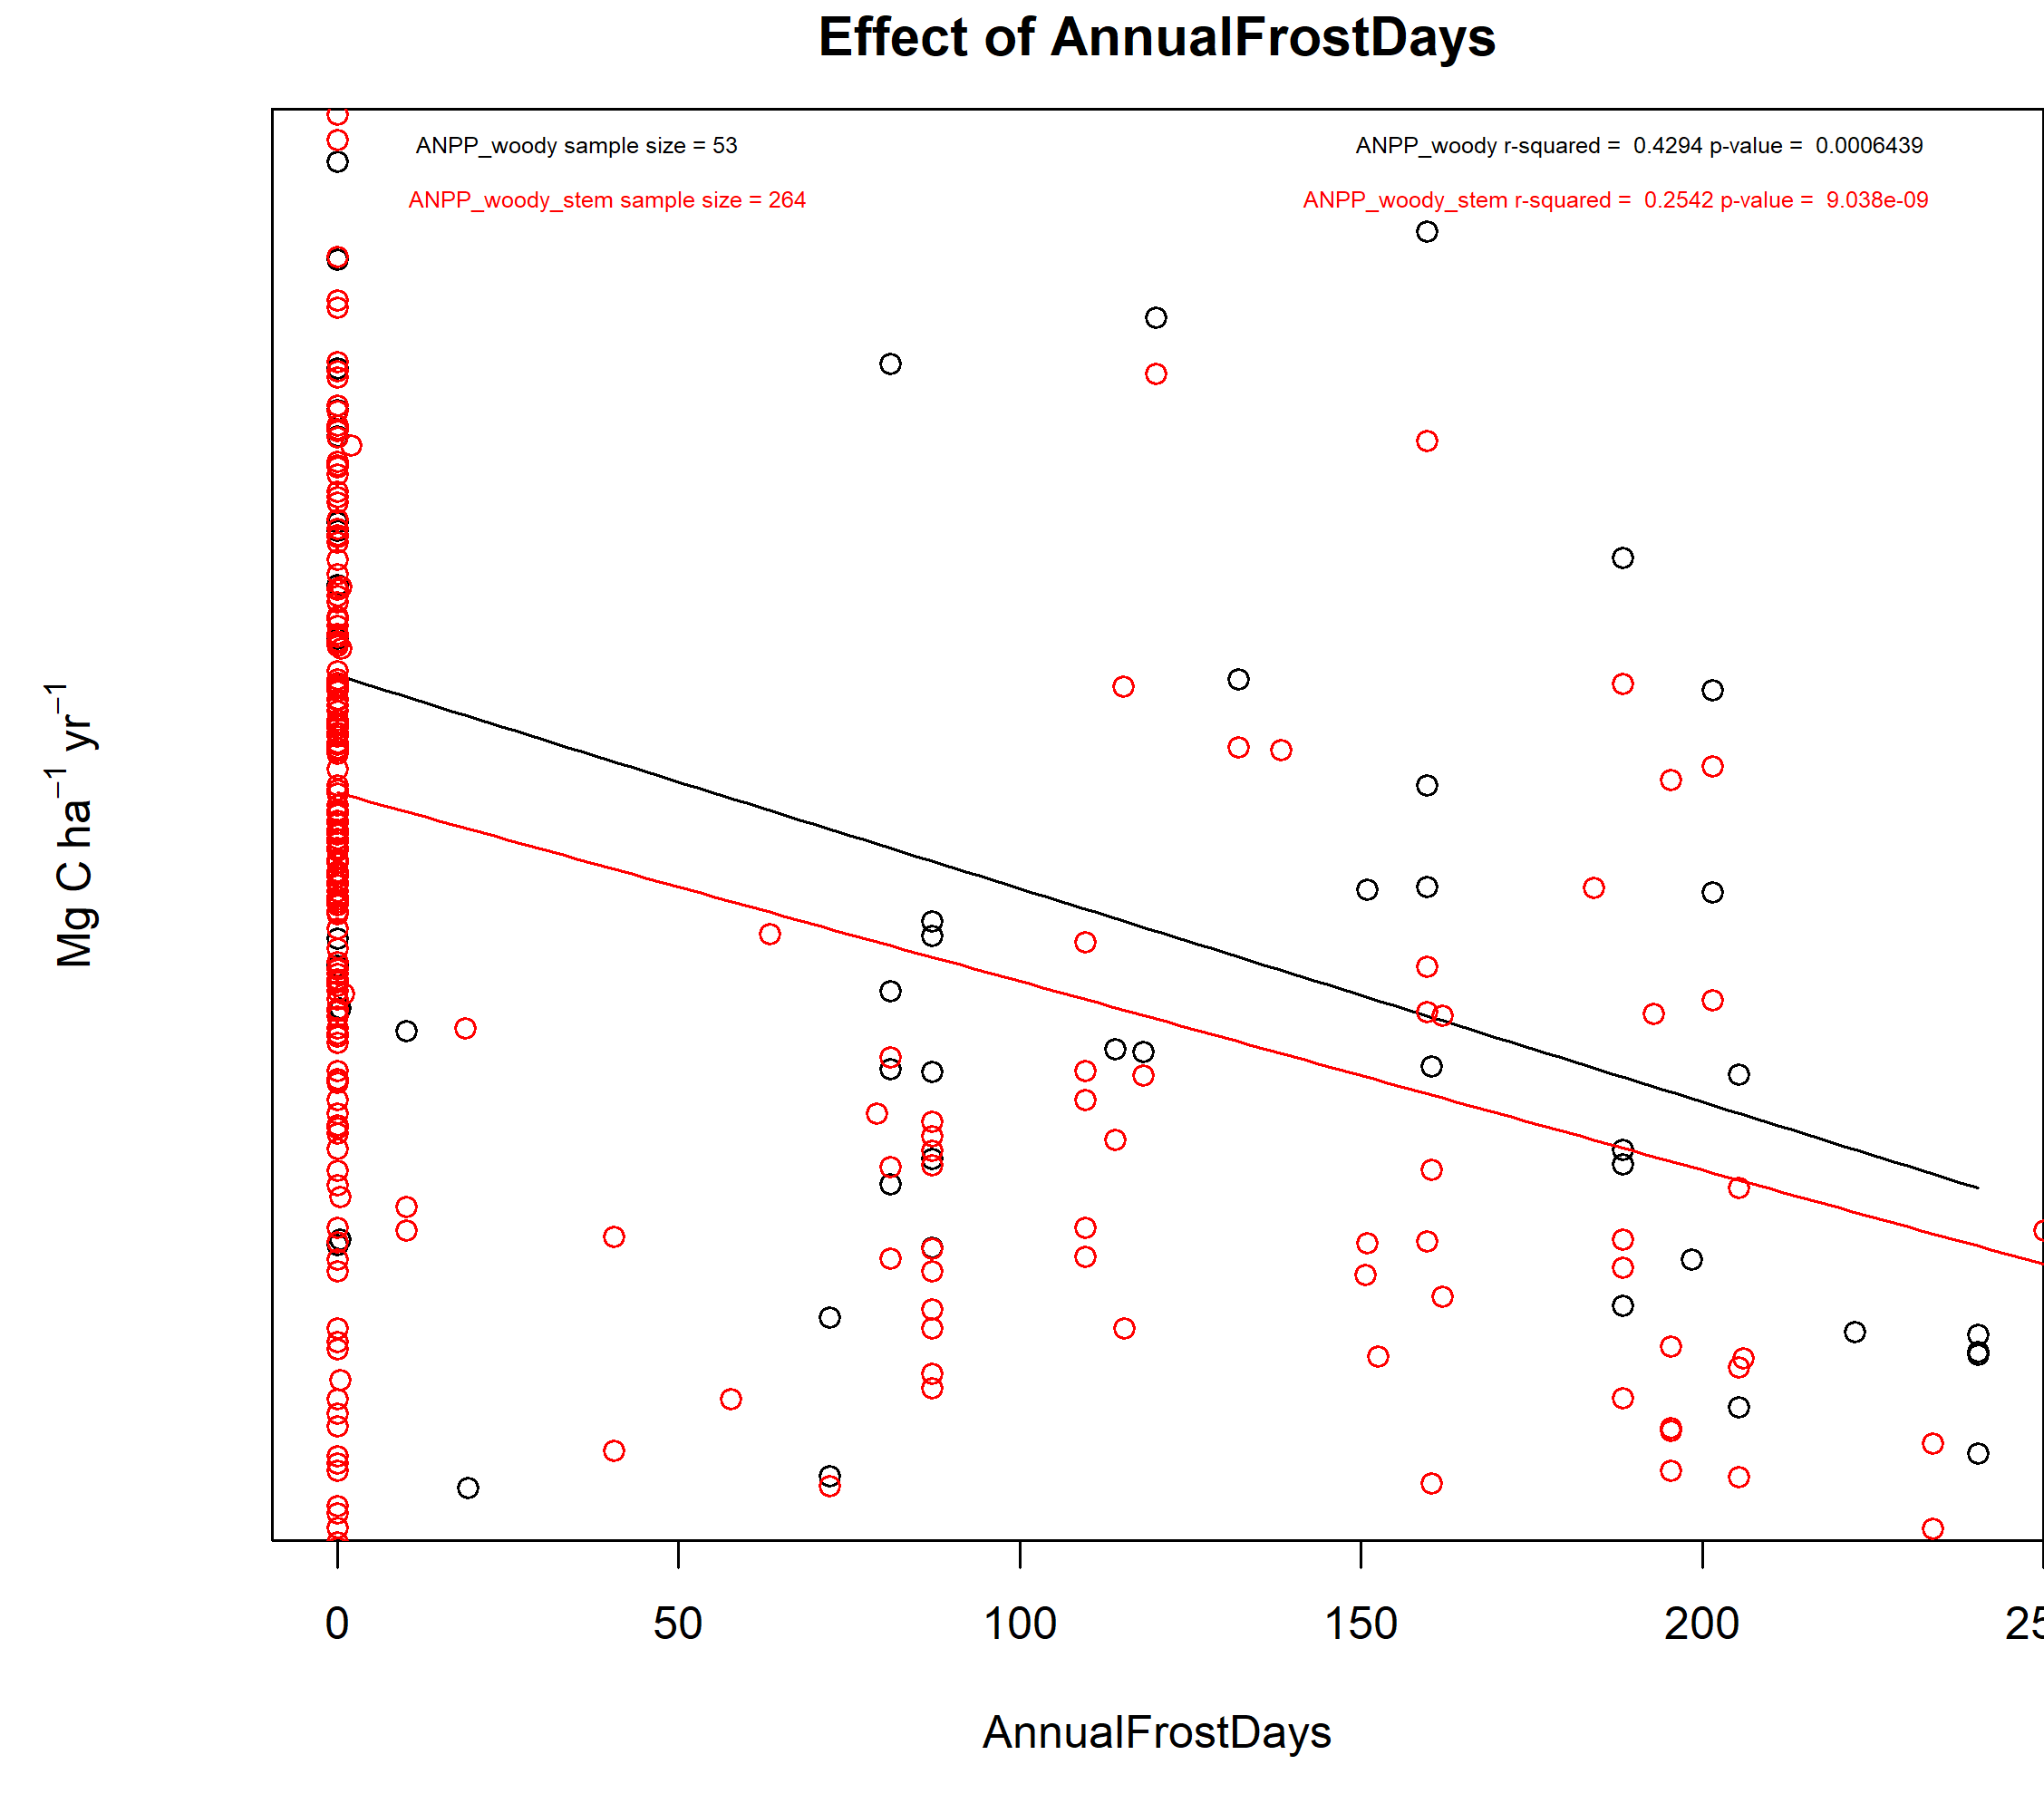 Effect of AnnualFrostDays
ANPP_woody sample size = 53
ANPP_woody r-squared = 0.4294 p-value = 0.0006439
ANPP_woody_stem sample size = 264
ANPP_woody_stem r-squared = 0.2542 p-value = 9.038e-09
Mg C ha⁻¹ yr⁻¹
0 50 100 150 200 25
AnnualFrostDays